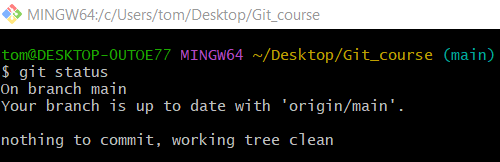 MINGW64:/c/Users/tom/Desktop/Git_course
tom@DESKTOP-OUTOE77 MINGW64 ~/Desktop/Git_course (main)
$ git status
On branch main
Your branch is up to date with 'origin/main'.
nothing to commit, working tree clean